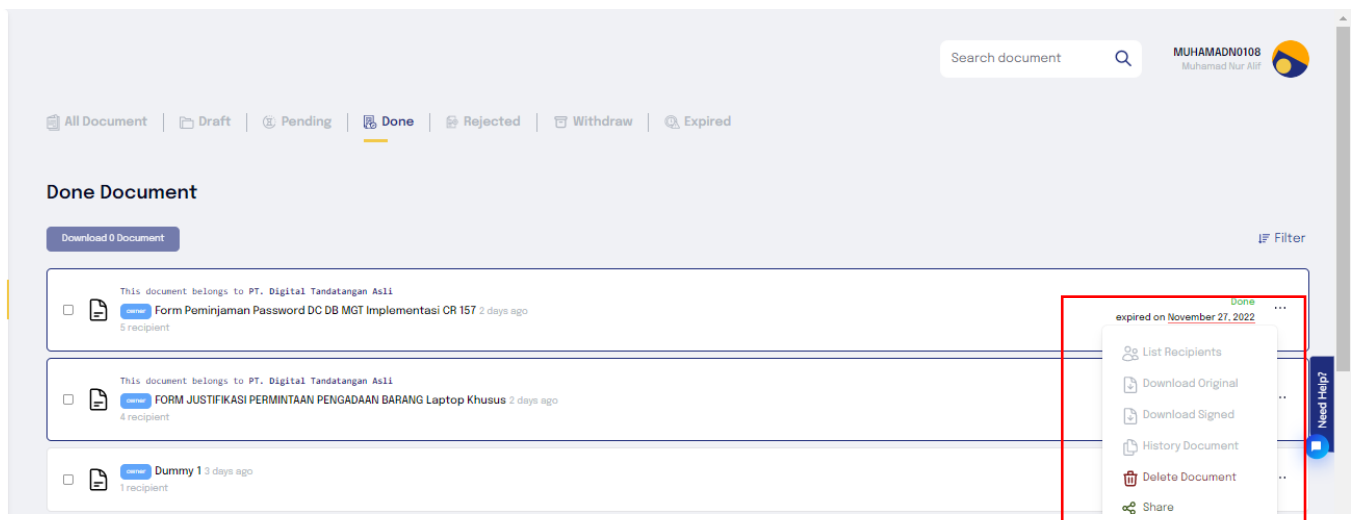 Search document
MUHAMADN0108
Muhamad Nur Alif
All Document
Draft
Pending
Done
Rejected
Withdraw
Expired
Done Document
Download 0 Document
Filter
This document belongs to PT. Digital Tandatangan Asli
owner Form Peminjaman Password DC DB MGT Implementasi CR 157 2 days ago
5 recipient
Done
expired on November 27, 2022
List Recipients
Download Original
Download Signed
History Document
Delete Document
Share
This document belongs to PT. Digital Tandatangan Asli
owner FORM JUSTIFIKASI PERMINTAAN PENGADAAN BARANG Laptop Khusus 2 days ago
4 recipient
owner Dummy 1 3 days ago
1 recipient
Need Help?